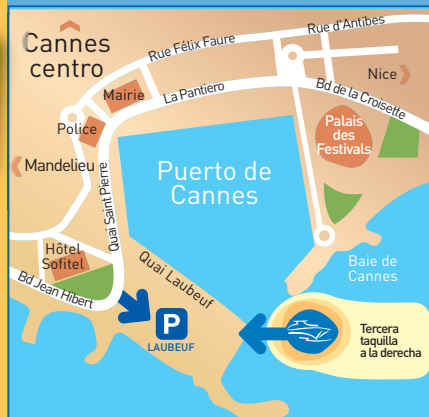 Cannes
centro
Rue Félix Faure
Rue d'Antibes
Nice
Mairie
La Pantiero
Bd de la Croisette
Police
Palais
des
Festivals
Mandelieu
Quai Saint Pierre
Puerto de
Cannes
Hôtel
Sofitel
Quai Laubeuf
Baie de
Cannes
Bd Jean Hibert
P
LAUBEUF
Tercera
taquilla
a la derecha